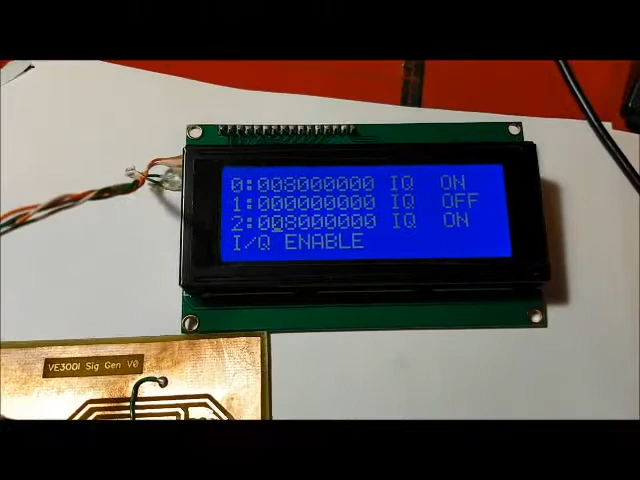 0:008000000 IQ ON
1:000000000 IQ OFF
2:008000000 IQ ON
I/Q ENABLE
VE3OOI Sig Gen V0